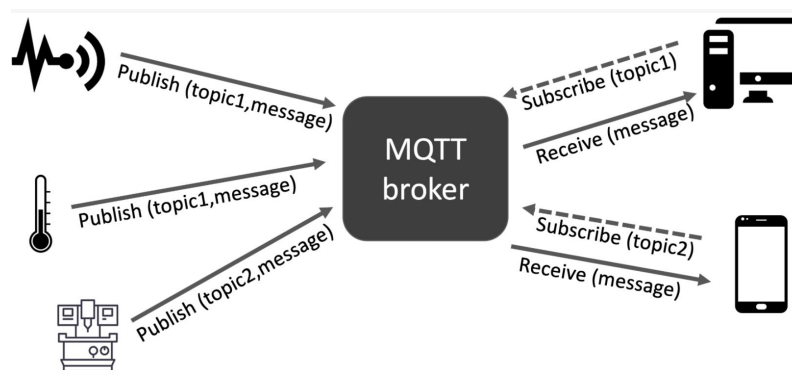 Publish (topic1,message)
Publish (topic1,message)
Publish (topic2,message)
MQTT
broker
Subscribe (topic1)
Receive (message)
Subscribe (topic2)
Receive (message)